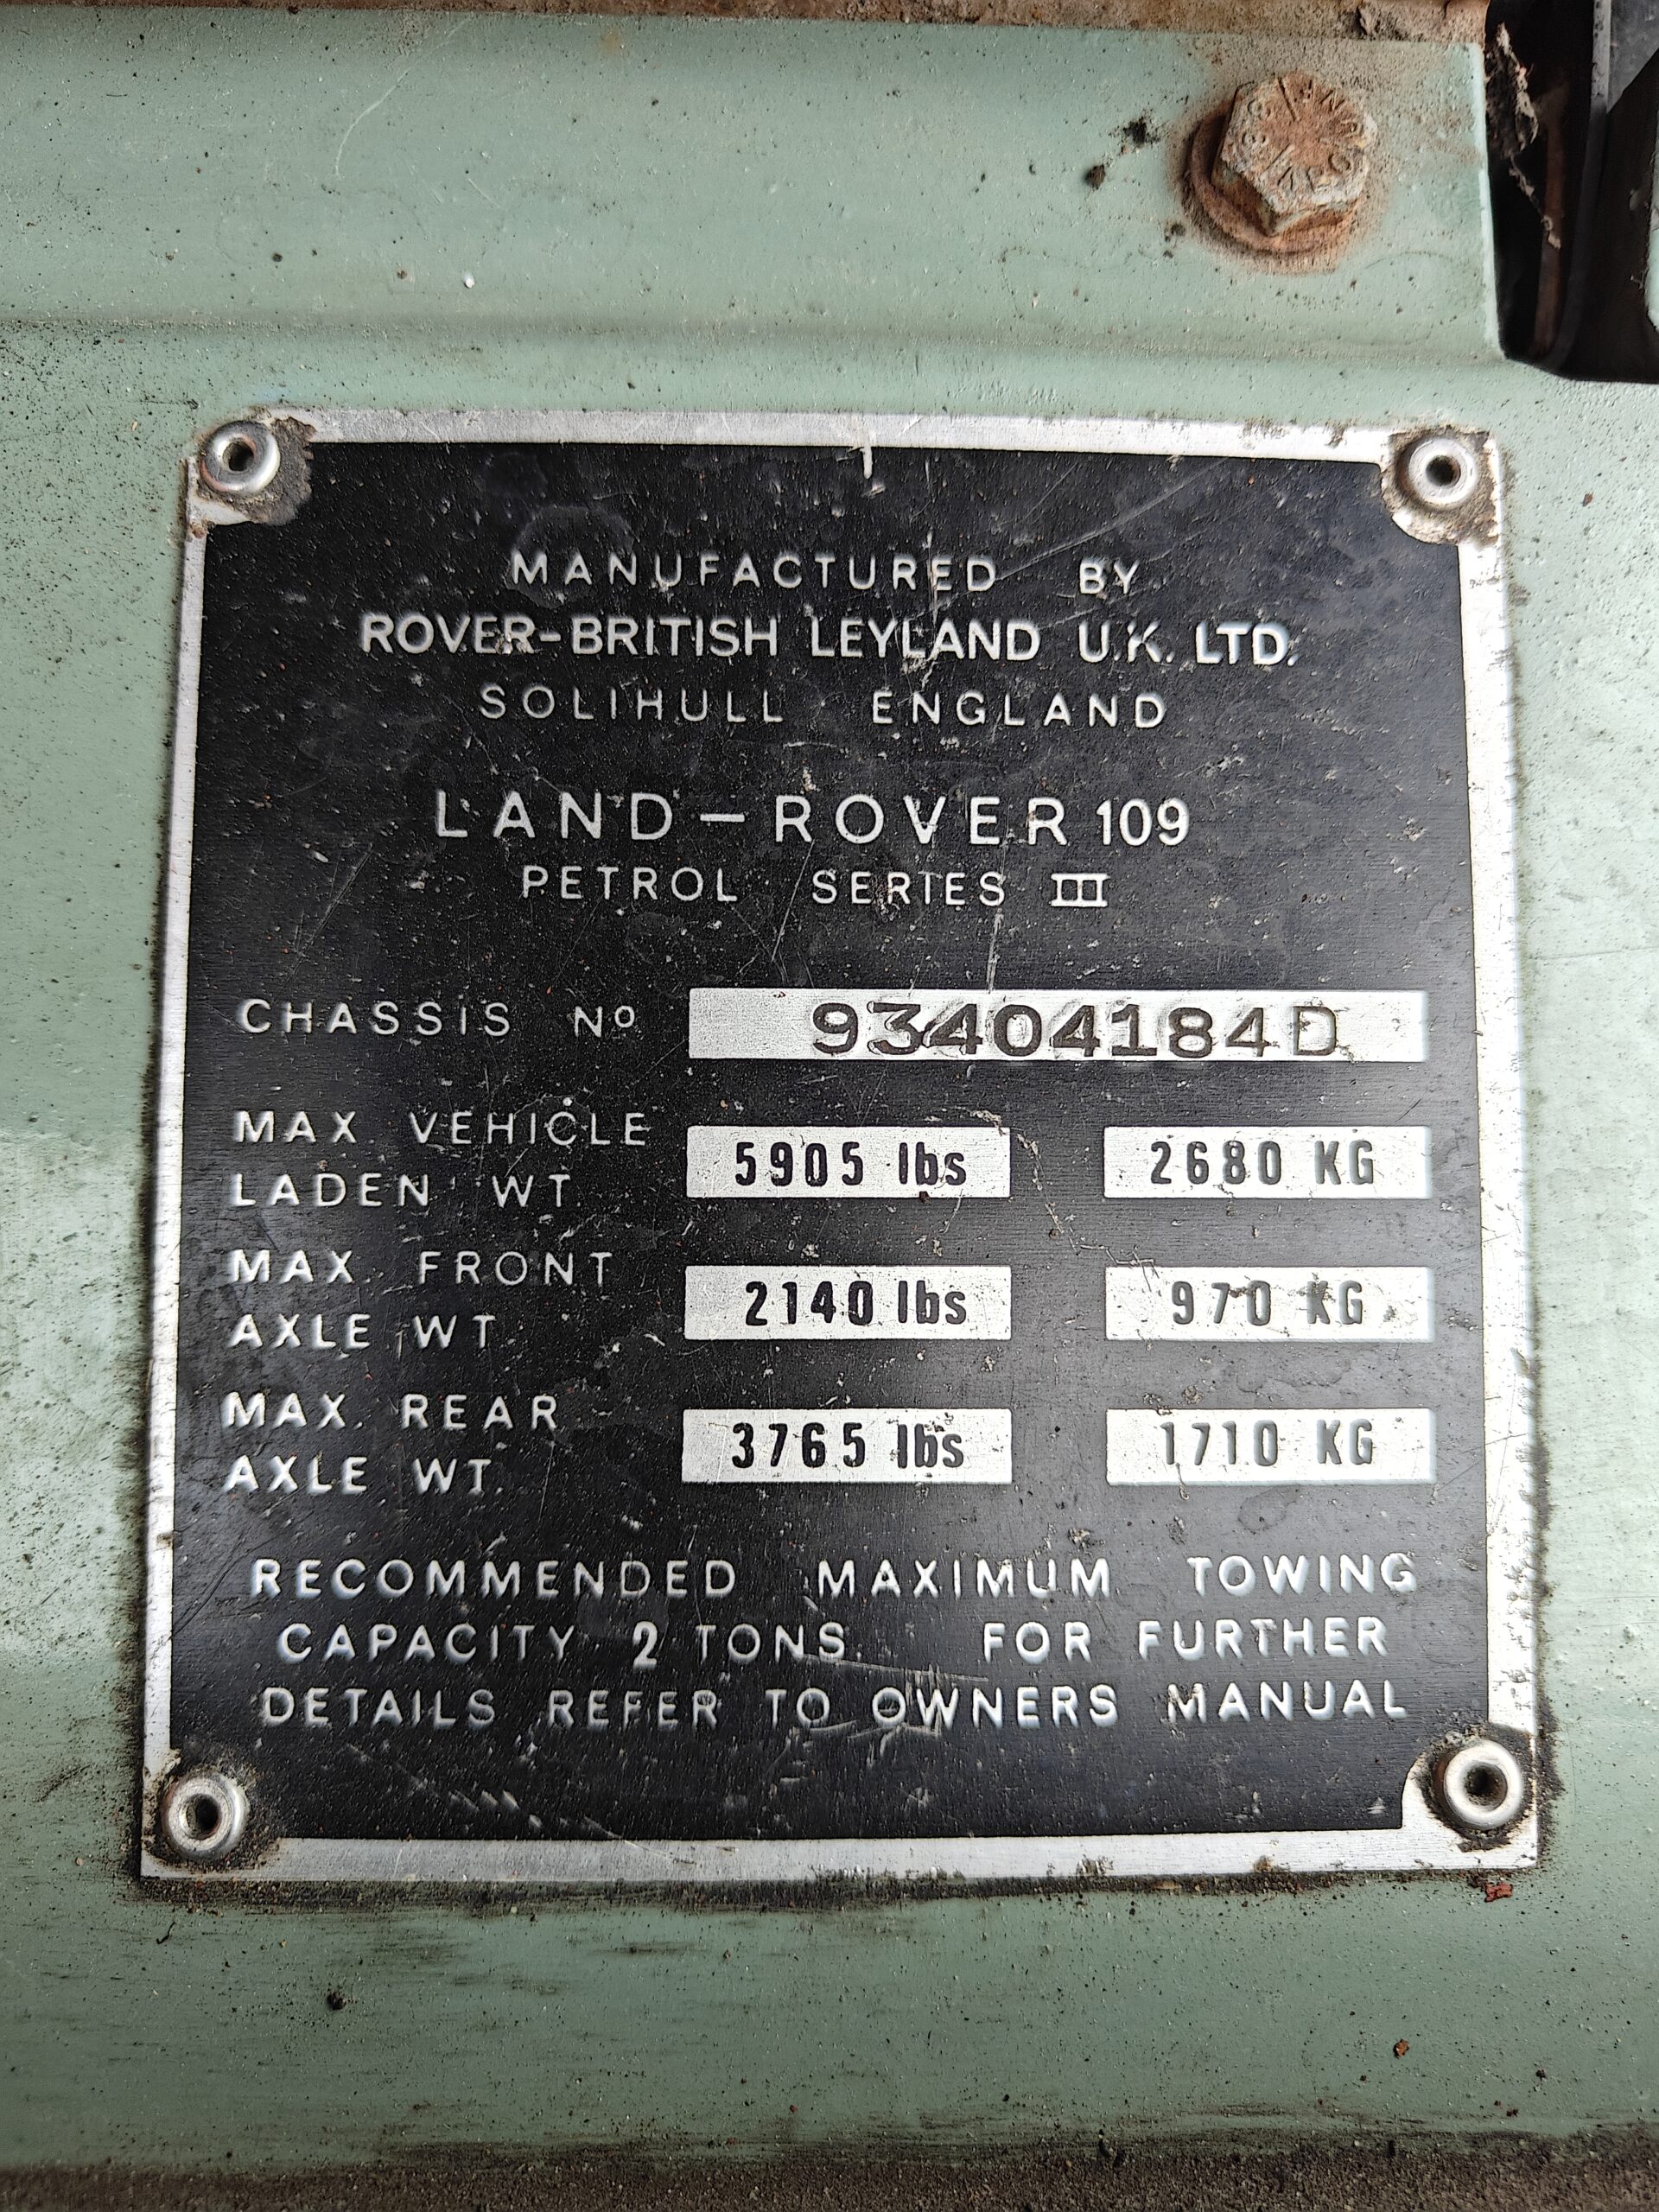 MANUFACTURED BY
ROVER-BRITISH LEYLAND U.K. LTD.
SOLIHULL ENGLAND
LAND-ROVER 109
PETROL SERIES III
CHASSIS No 93404184D
MAX. VEHICLE
LADEN WT. 5905 lbs 2680 KG
MAX. FRONT
AXLE WT 2140 lbs 970 KG
MAX. REAR
AXLE WT. 3765 lbs 1710 KG
RECOMMENDED MAXIMUM TOWING
CAPACITY 2 TONS. FOR FURTHER
DETAILS REFER TO OWNERS MANUAL